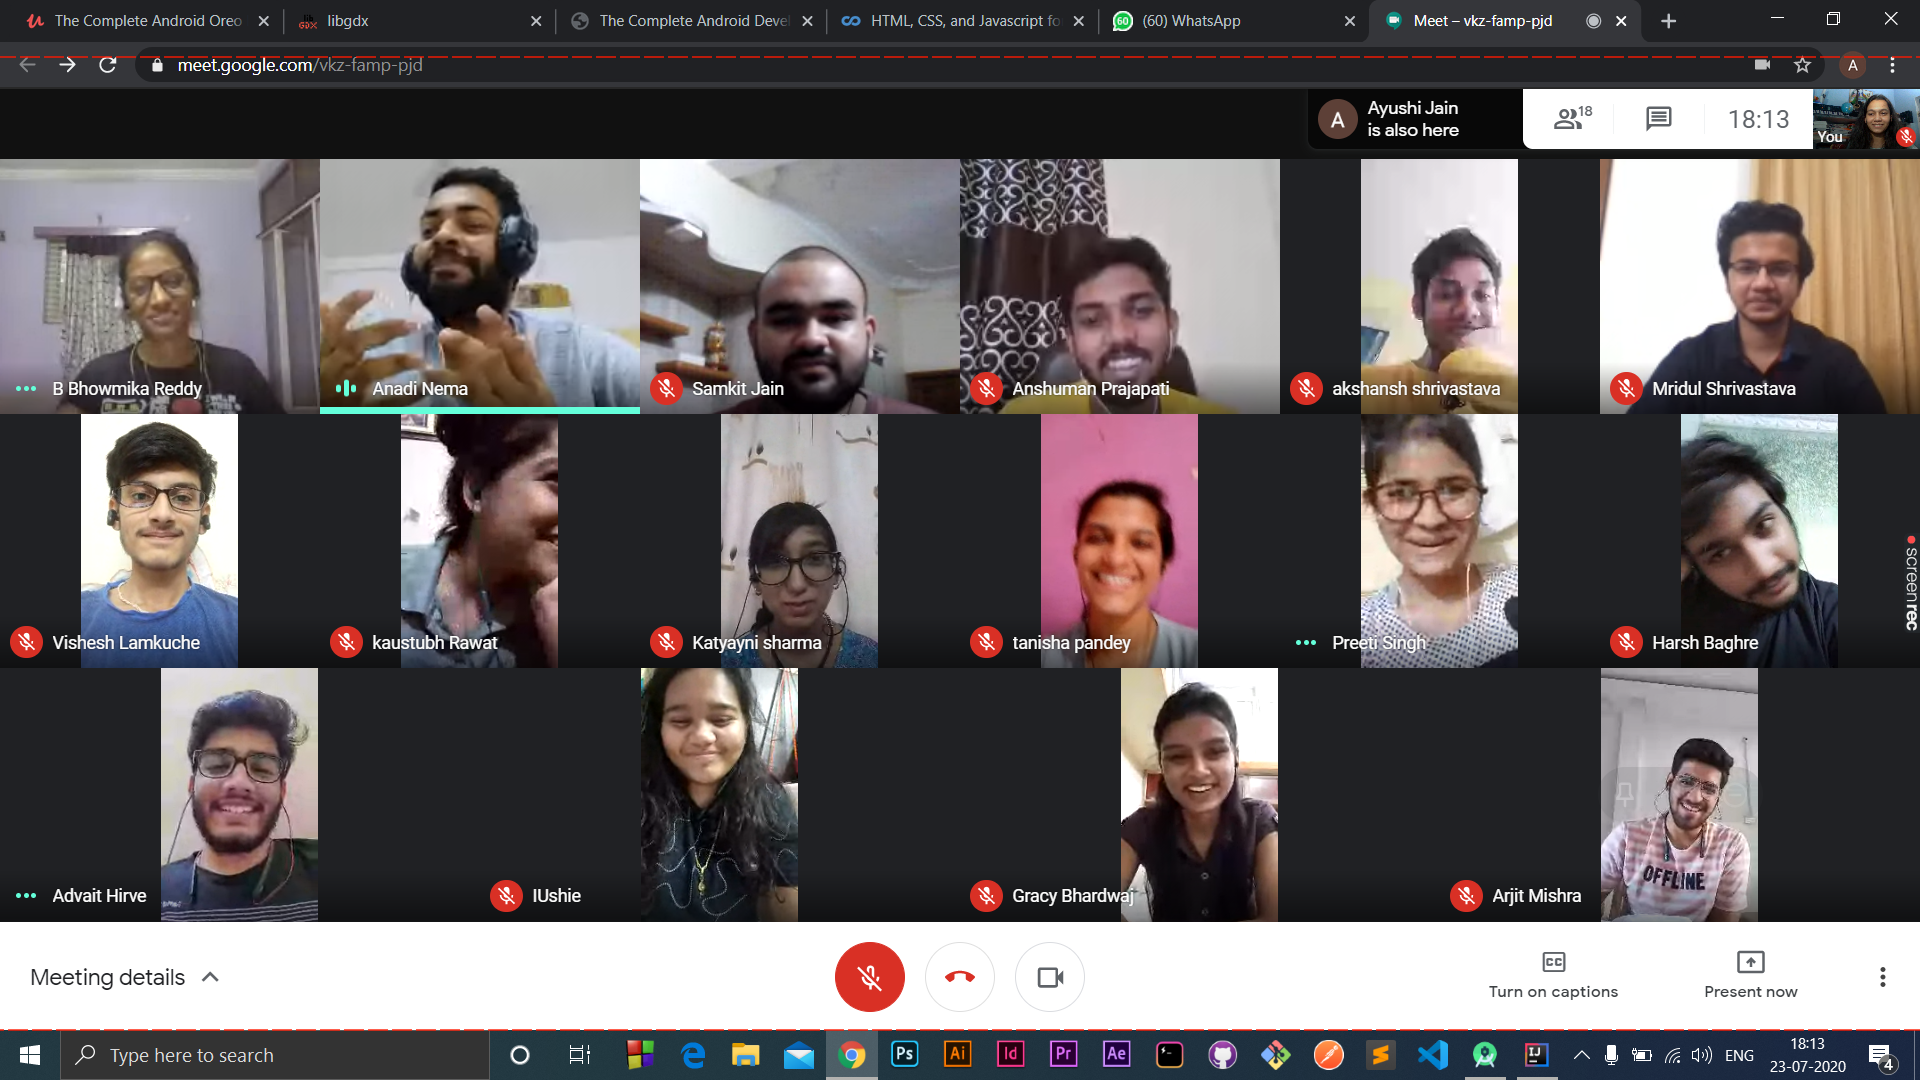 The Complete Android Oreo
libgdx
The Complete Android Devel
HTML, CSS, and Javascript fo
(60) WhatsApp
Meet – vkz-famp-pjd
meet.google.com/vkz-famp-pjd
A
A
Ayushi Jain
is also here
18
18:13
You
B Bhowmika Reddy
Anadi Nema
Samkit Jain
Anshuman Prajapati
akshansh shrivastava
Mridul Shrivastava
Vishesh Lamkuche
kaustubh Rawat
Katyayni sharma
tanisha pandey
Preeti Singh
Harsh Baghre
screenrec
Advait Hirve
IUshie
Gracy Bhardwaj
Arjit Mishra
OFFLINE
Meeting details
CC
Turn on captions
Present now
Type here to search
Ps
Ai
Id
Pr
Ae
IJ
ENG
18:13
23-07-2020
4